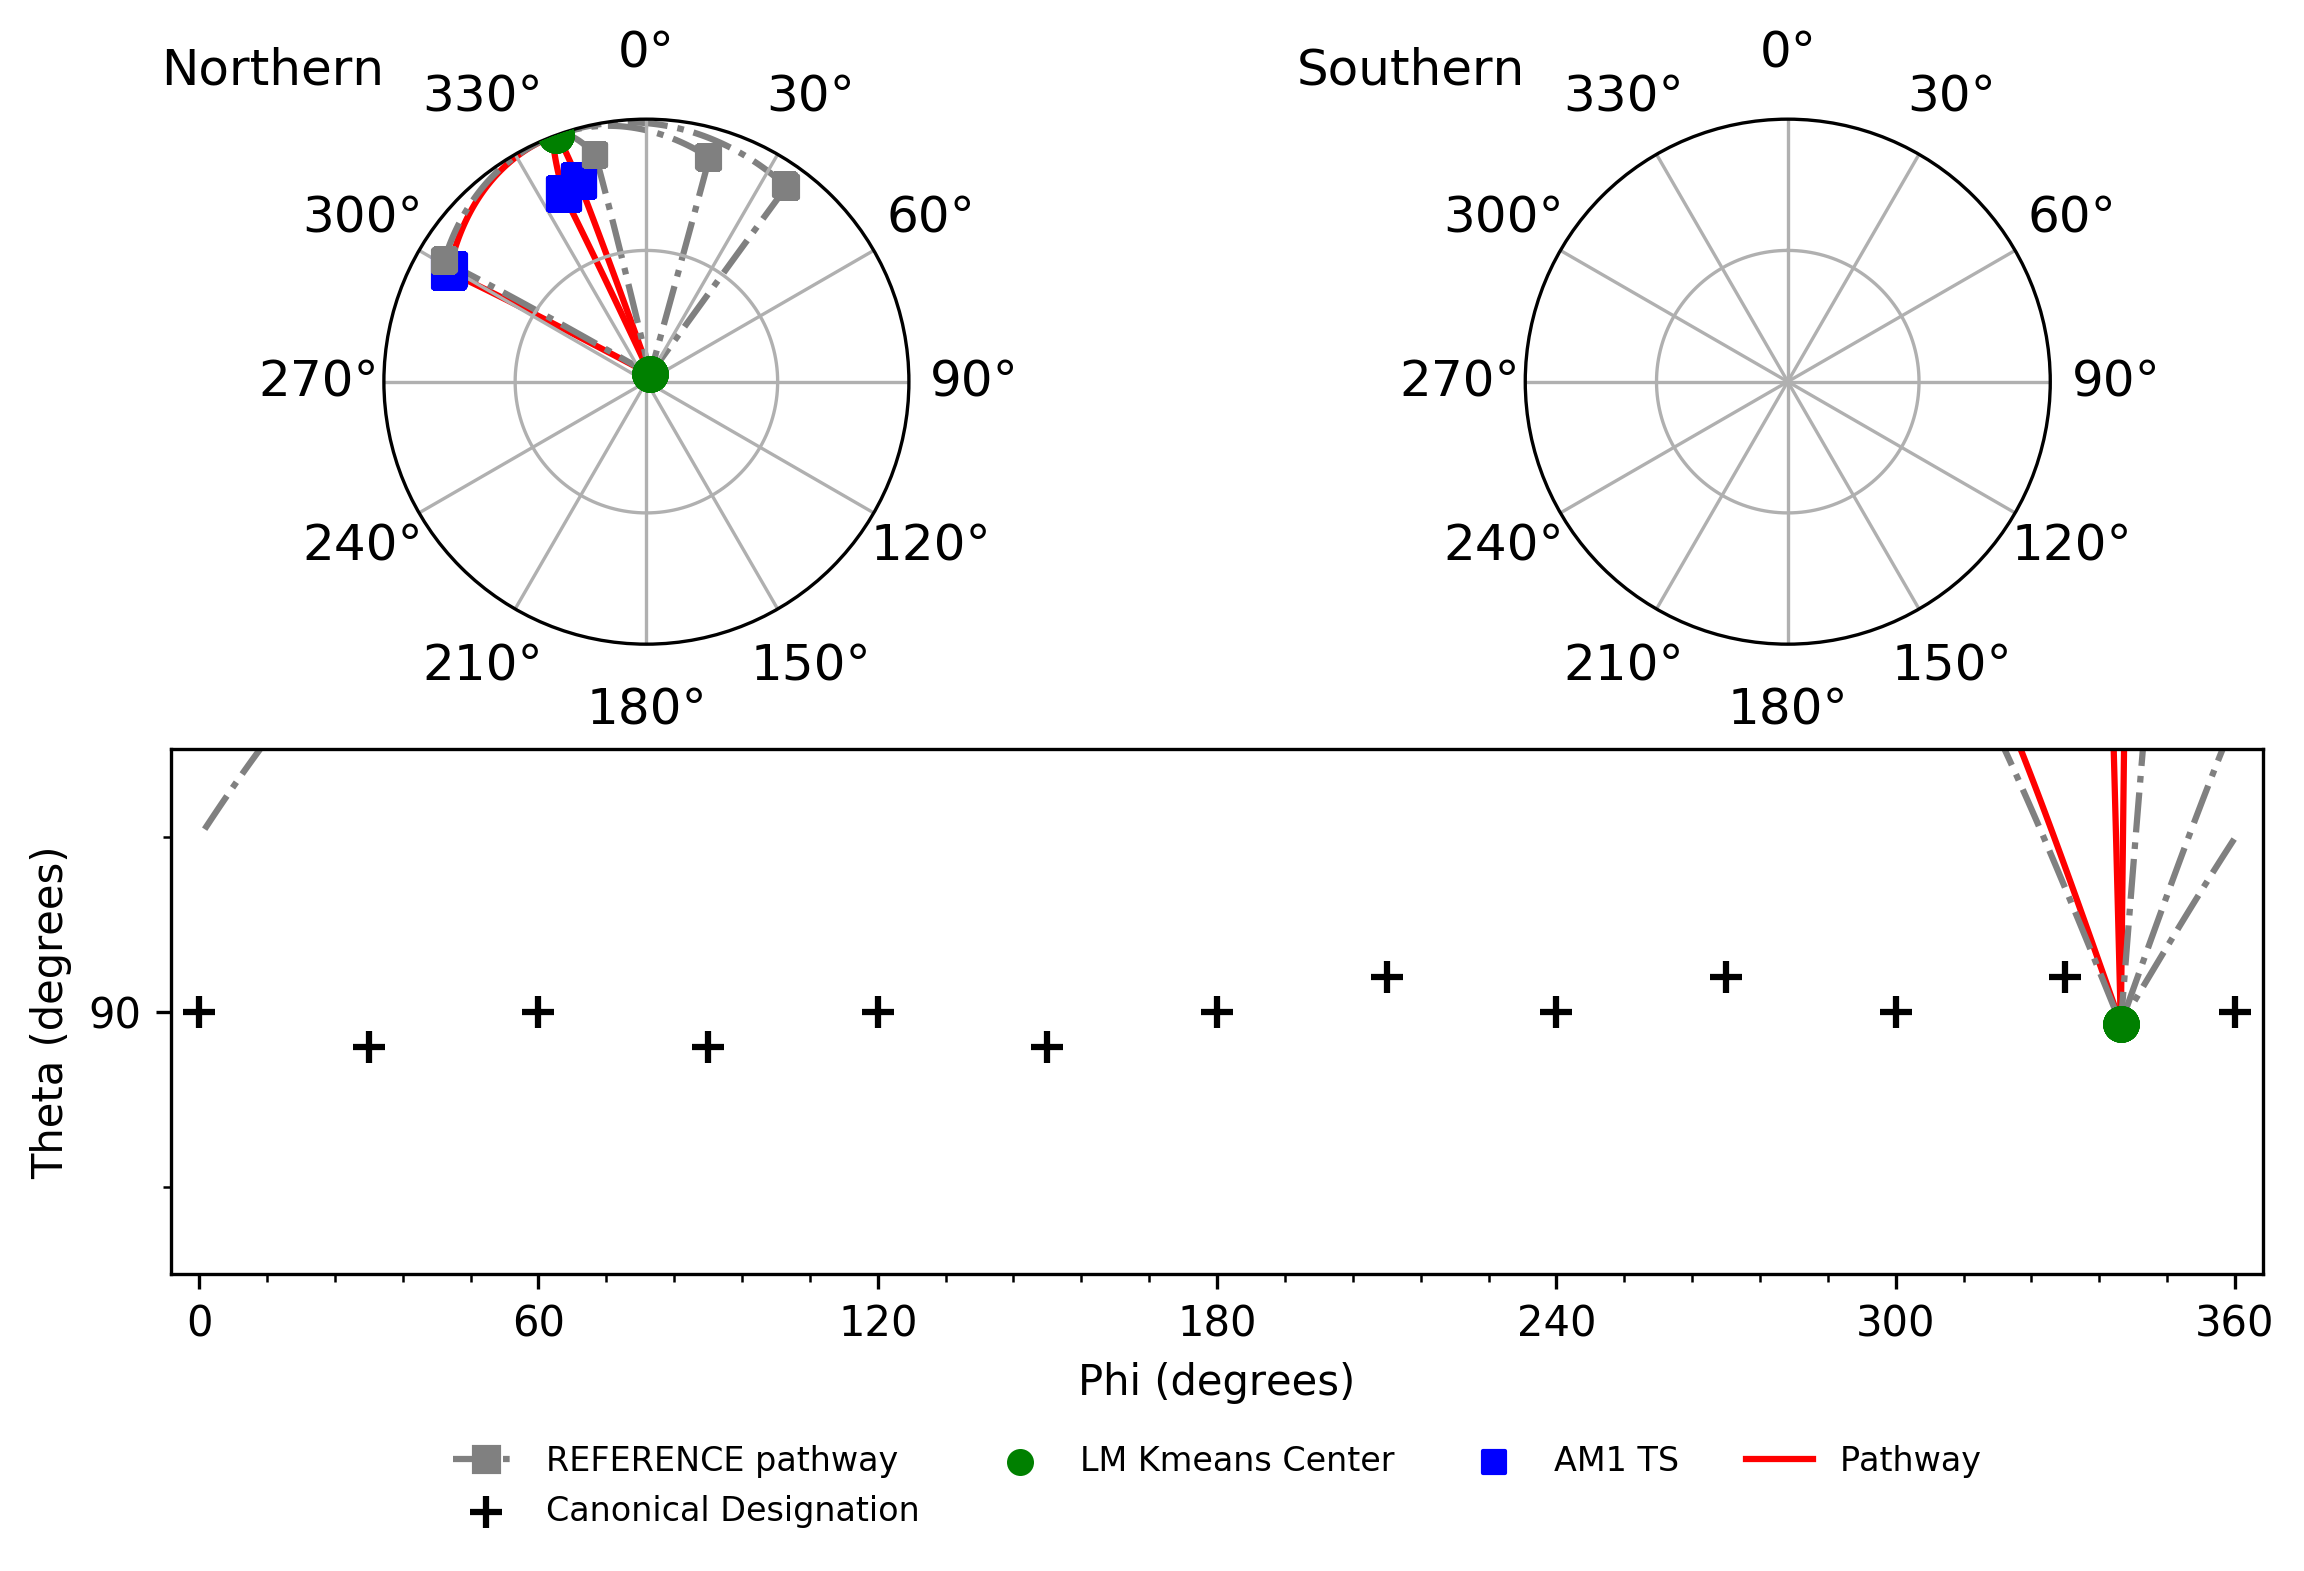 Northern
0°
30°
60°
90°
120°
150°
180°
210°
240°
270°
300°
330°
Southern
0°
30°
60°
90°
120°
150°
180°
210°
240°
270°
300°
330°
Theta (degrees)
90
0 60 120 180 240 300 360
Phi (degrees)
REFERENCE pathway
Canonical Designation
LM Kmeans Center
AM1 TS
Pathway